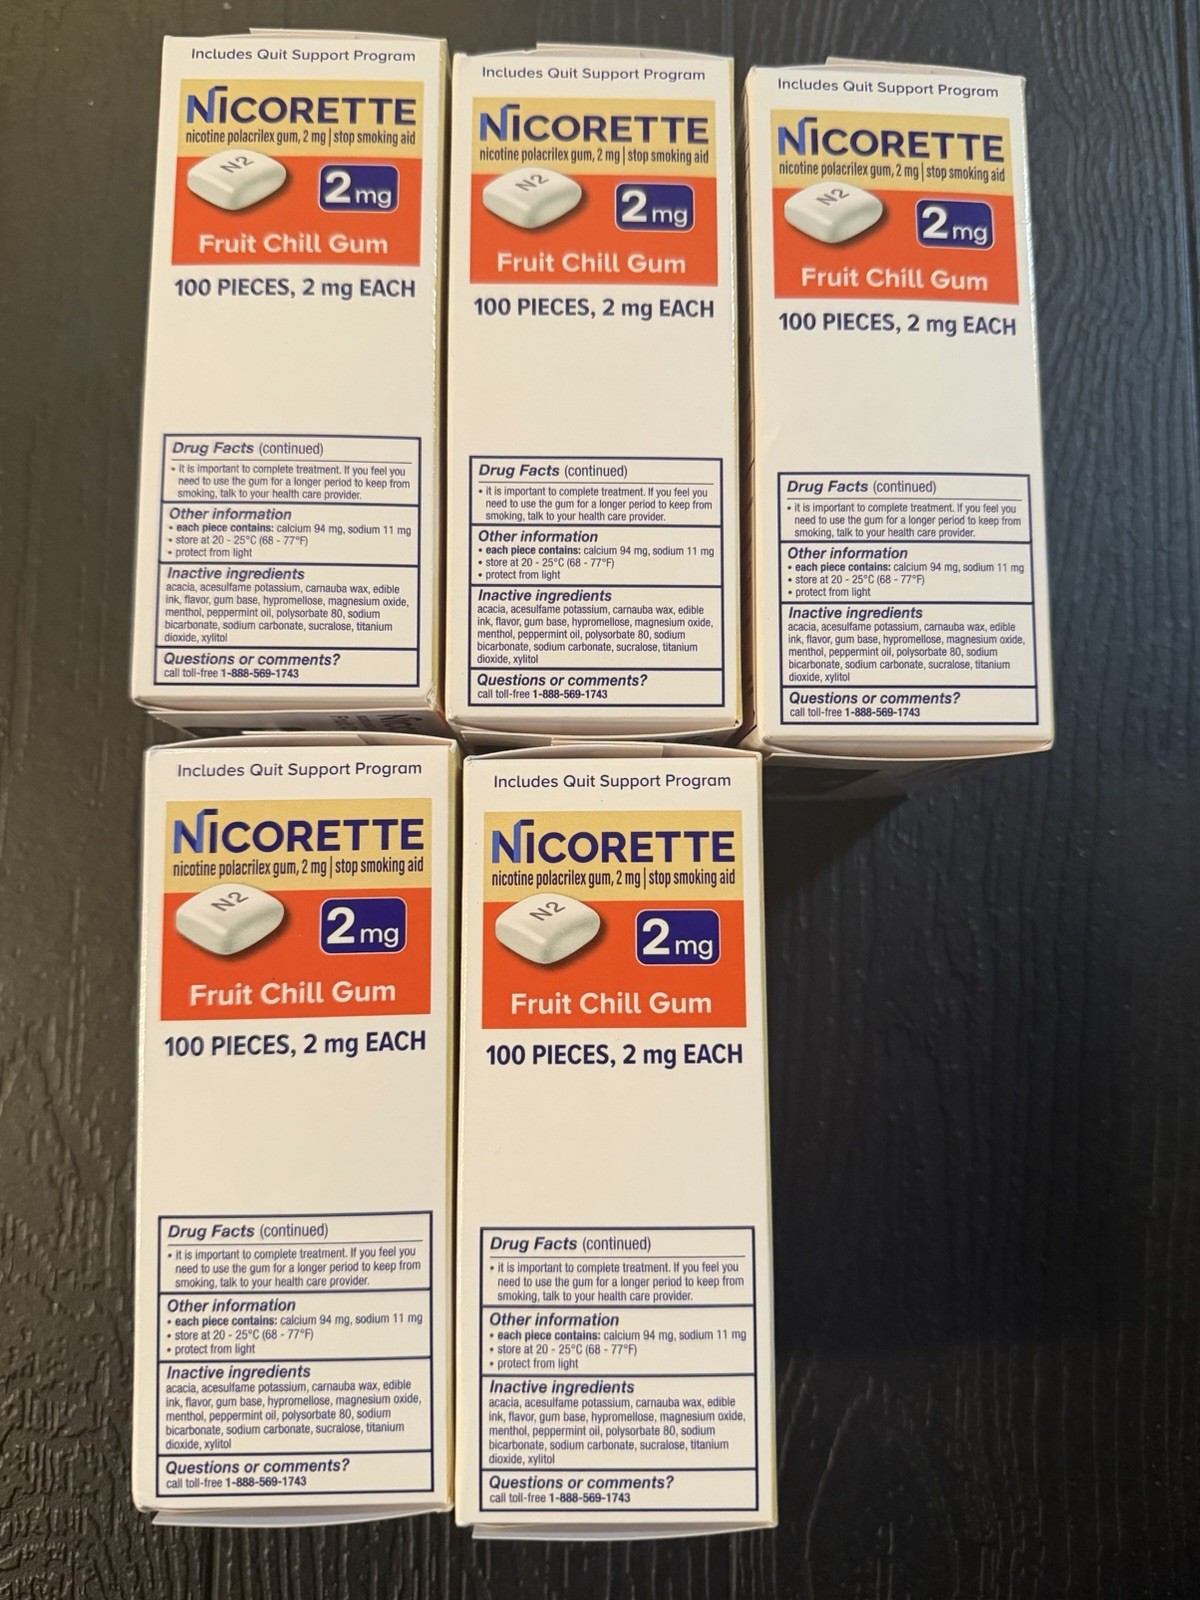 Includes Quit Support Program
NICORETTE
nicotine polacrilex gum, 2 mg | stop smoking aid
N2
2 mg
Fruit Chill Gum
100 PIECES, 2 mg EACH
Drug Facts (continued)
• it is important to complete treatment. If you feel you
need to use the gum for a longer period to keep from
smoking, talk to your health care provider.
Other information
• each piece contains: calcium 94 mg, sodium 11 mg
• store at 20 - 25°C (68 - 77°F)
• protect from light
Inactive ingredients
acacia, acesulfame potassium, carnauba wax, edible
ink, flavor, gum base, hypromellose, magnesium oxide,
menthol, peppermint oil, polysorbate 80, sodium
bicarbonate, sodium carbonate, sucralose, titanium
dioxide, xylitol
Questions or comments?
call toll-free 1-888-569-1743
Includes Quit Support Program
NICORETTE
nicotine polacrilex gum, 2 mg | stop smoking aid
N2
2 mg
Fruit Chill Gum
100 PIECES, 2 mg EACH
Drug Facts (continued)
• it is important to complete treatment. If you feel you
need to use the gum for a longer period to keep from
smoking, talk to your health care provider.
Other information
• each piece contains: calcium 94 mg, sodium 11 mg
• store at 20 - 25°C (68 - 77°F)
• protect from light
Inactive ingredients
acacia, acesulfame potassium, carnauba wax, edible
ink, flavor, gum base, hypromellose, magnesium oxide,
menthol, peppermint oil, polysorbate 80, sodium
bicarbonate, sodium carbonate, sucralose, titanium
dioxide, xylitol
Questions or comments?
call toll-free 1-888-569-1743
Includes Quit Support Program
NICORETTE
nicotine polacrilex gum, 2 mg | stop smoking aid
N2
2 mg
Fruit Chill Gum
100 PIECES, 2 mg EACH
Drug Facts (continued)
• it is important to complete treatment. If you feel you
need to use the gum for a longer period to keep from
smoking, talk to your health care provider.
Other information
• each piece contains: calcium 94 mg, sodium 11 mg
• store at 20 - 25°C (68 - 77°F)
• protect from light
Inactive ingredients
acacia, acesulfame potassium, carnauba wax, edible
ink, flavor, gum base, hypromellose, magnesium oxide,
menthol, peppermint oil, polysorbate 80, sodium
bicarbonate, sodium carbonate, sucralose, titanium
dioxide, xylitol
Questions or comments?
call toll-free 1-888-569-1743
Includes Quit Support Program
NICORETTE
nicotine polacrilex gum, 2 mg | stop smoking aid
N2
2 mg
Fruit Chill Gum
100 PIECES, 2 mg EACH
Drug Facts (continued)
• it is important to complete treatment. If you feel you
need to use the gum for a longer period to keep from
smoking, talk to your health care provider.
Other information
• each piece contains: calcium 94 mg, sodium 11 mg
• store at 20 - 25°C (68 - 77°F)
• protect from light
Inactive ingredients
acacia, acesulfame potassium, carnauba wax, edible
ink, flavor, gum base, hypromellose, magnesium oxide,
menthol, peppermint oil, polysorbate 80, sodium
bicarbonate, sodium carbonate, sucralose, titanium
dioxide, xylitol
Questions or comments?
call toll-free 1-888-569-1743
Includes Quit Support Program
NICORETTE
nicotine polacrilex gum, 2 mg | stop smoking aid
N2
2 mg
Fruit Chill Gum
100 PIECES, 2 mg EACH
Drug Facts (continued)
• it is important to complete treatment. If you feel you
need to use the gum for a longer period to keep from
smoking, talk to your health care provider.
Other information
• each piece contains: calcium 94 mg, sodium 11 mg
• store at 20 - 25°C (68 - 77°F)
• protect from light
Inactive ingredients
acacia, acesulfame potassium, carnauba wax, edible
ink, flavor, gum base, hypromellose, magnesium oxide,
menthol, peppermint oil, polysorbate 80, sodium
bicarbonate, sodium carbonate, sucralose, titanium
dioxide, xylitol
Questions or comments?
call toll-free 1-888-569-1743